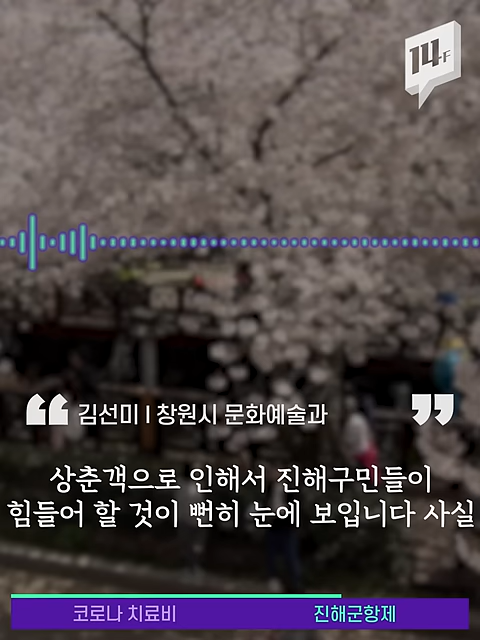 14F
김선미 | 창원시 문화예술과
상춘객으로 인해서 진해구민들이
힘들어 할 것이 뻔히 눈에 보입니다 사실
코로나 치료비
진해군항제